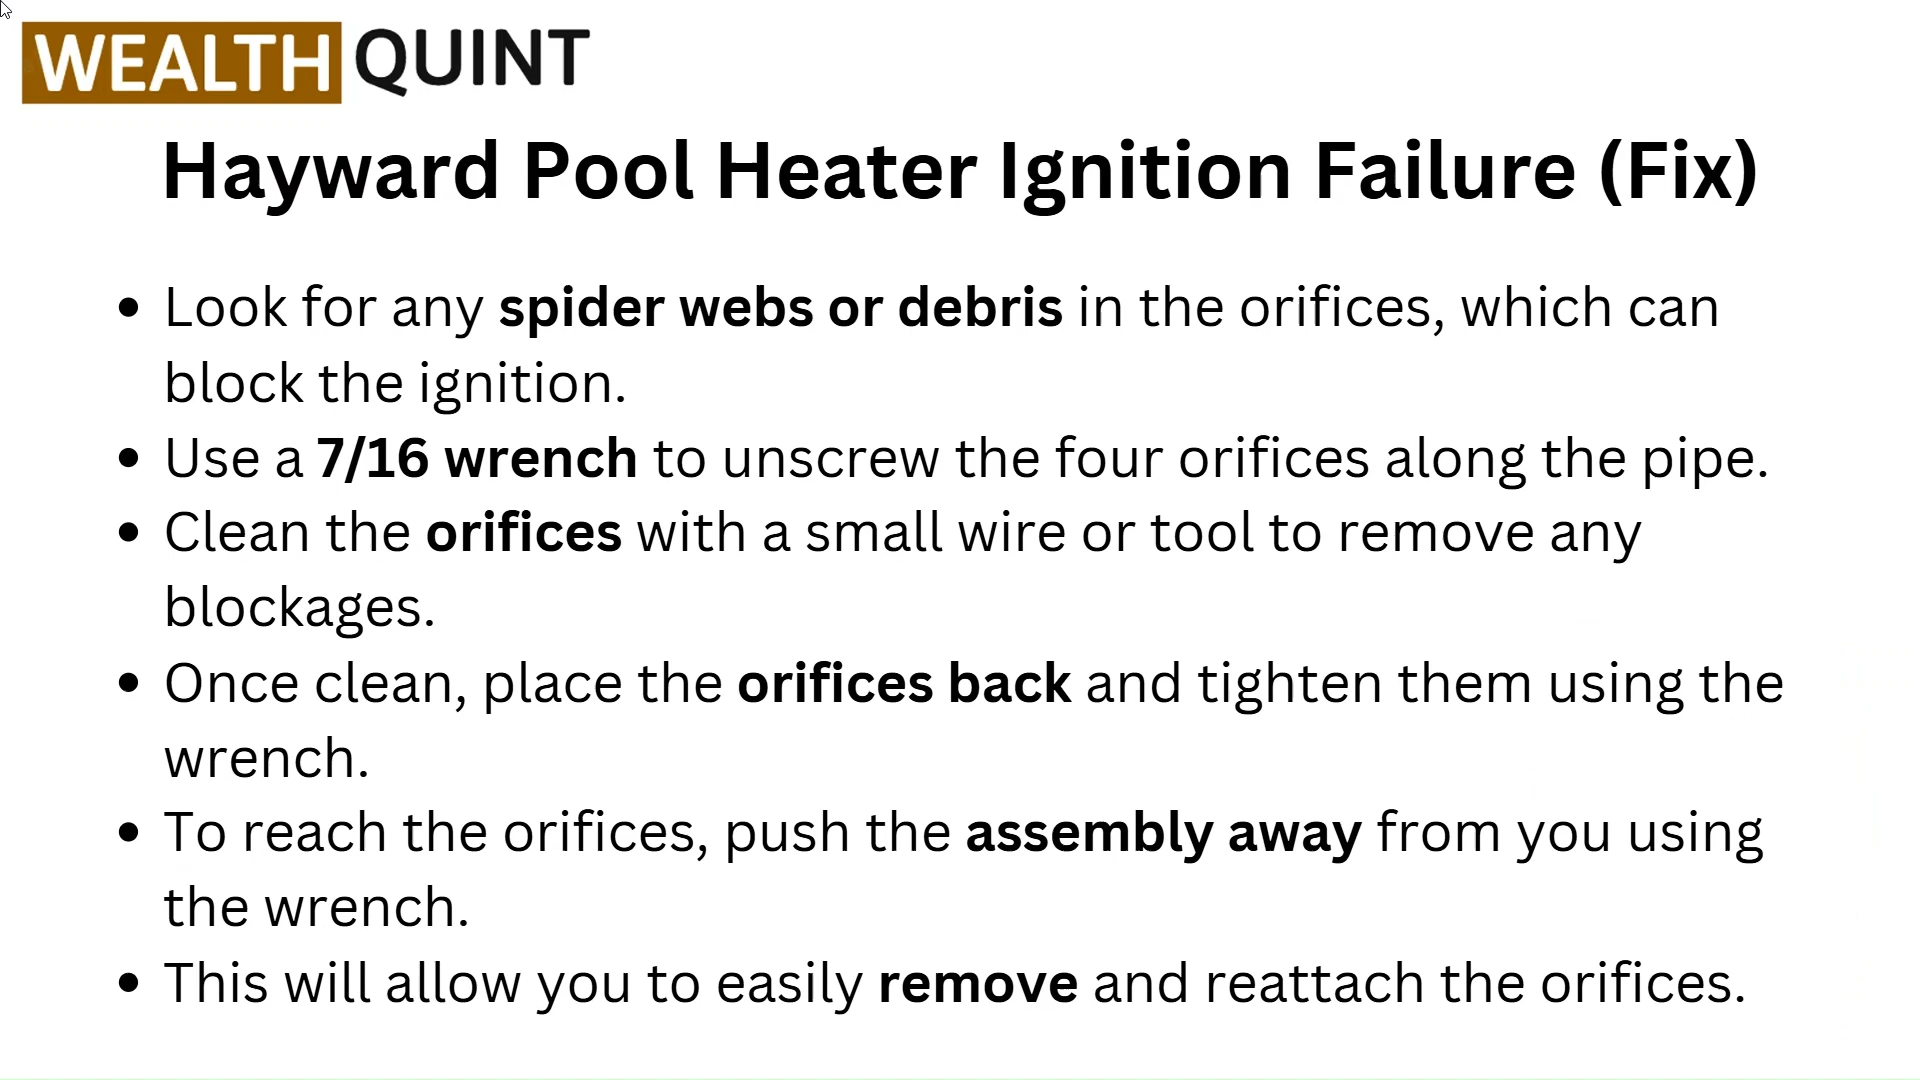 WEALTH QUINT
Hayward Pool Heater Ignition Failure (Fix)
• Look for any spider webs or debris in the orifices, which can
block the ignition.
• Use a 7/16 wrench to unscrew the four orifices along the pipe.
• Clean the orifices with a small wire or tool to remove any
blockages.
• Once clean, place the orifices back and tighten them using the
wrench.
• To reach the orifices, push the assembly away from you using
the wrench.
• This will allow you to easily remove and reattach the orifices.